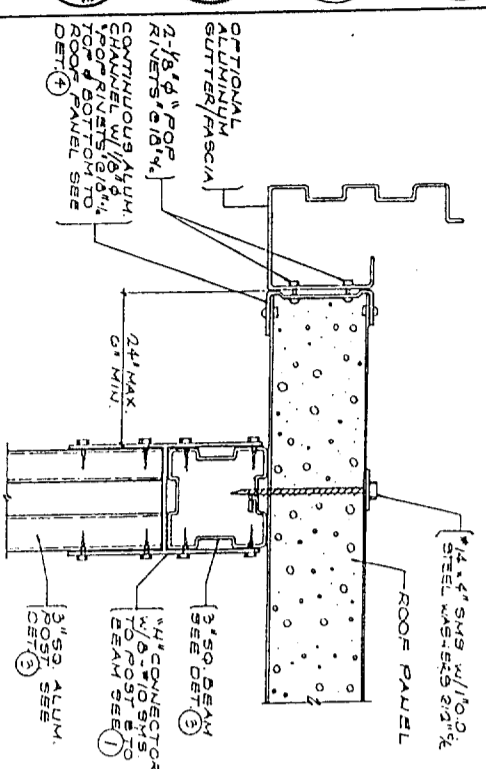 OPTIONAL
ALUMINUM
GUTTER/FASCIA
2-1/8"φ "POP
RIVETS"@18"%
CONTINUOUS ALUM.
CHANNEL W/ 1/8"φ
"POP RIVETS"@18"%
TOP & BOTTOM TO
ROOF PANEL SEE
DET. 4
24" MAX.
6" MIN.
#14x4" SMS W/1"O.D.
STEEL WASHERS
ROOF PANEL
3" SQ. BEAM
SEE DET 3
"H" CONNECTOR
W/8-#10 SMS.
TO POST & TO
BEAM SEE 1
3" SQ. ALUM.
POST. SEE
DET. 3